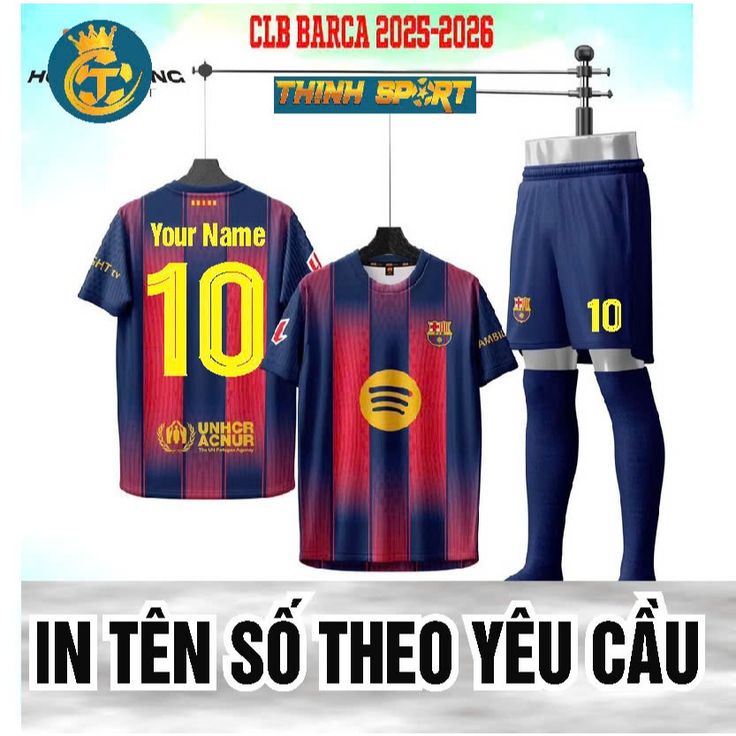 CLB BARCA 2025-2026
THINH SPORT
Your Name
10
UNHCR
ACNUR
The UN Refugee Agency
10
IN TÊN SỐ THEO YÊU CẦU